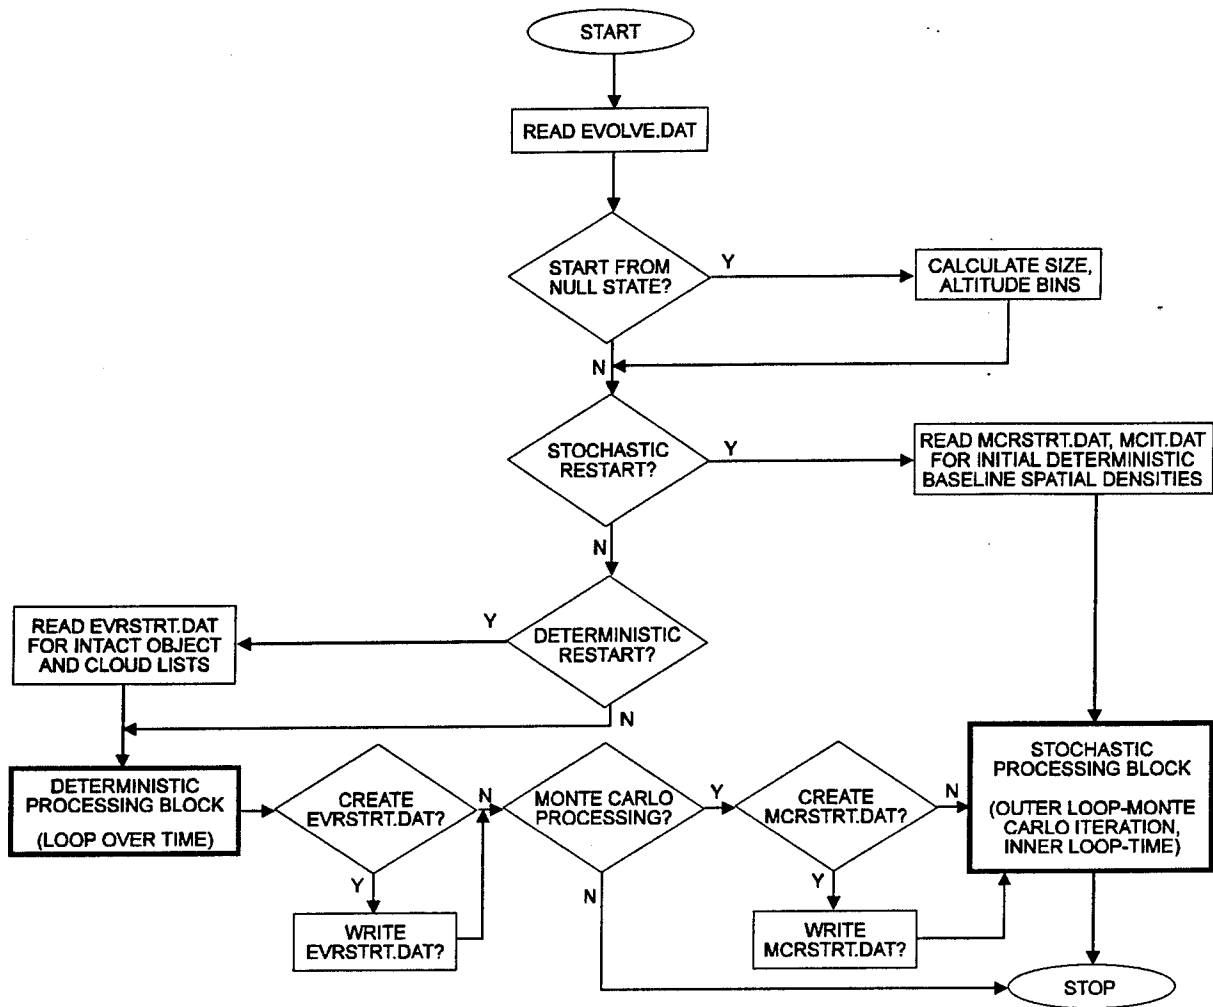 START
READ EVOLVE.DAT
START FROM
NULL STATE?
Y
CALCULATE SIZE,
ALTITUDE BINS
N
STOCHASTIC
RESTART?
Y
READ MCRSTRT.DAT, MCIT.DAT
FOR INITIAL DETERMINISTIC
BASELINE SPATIAL DENSITIES
N
DETERMINISTIC
RESTART?
Y
READ EVRSTRT.DAT
FOR INTACT OBJECT
AND CLOUD LISTS
N
DETERMINISTIC
PROCESSING BLOCK
(LOOP OVER TIME)
CREATE
EVRSTRT.DAT?
N
Y
WRITE
EVRSTRT.DAT?
MONTE CARLO
PROCESSING?
Y
N
CREATE
MCRSTRT.DAT?
N
Y
WRITE
MCRSTRT.DAT?
STOCHASTIC
PROCESSING BLOCK
(OUTER LOOP-MONTE
CARLO ITERATION,
INNER LOOP-TIME)
STOP